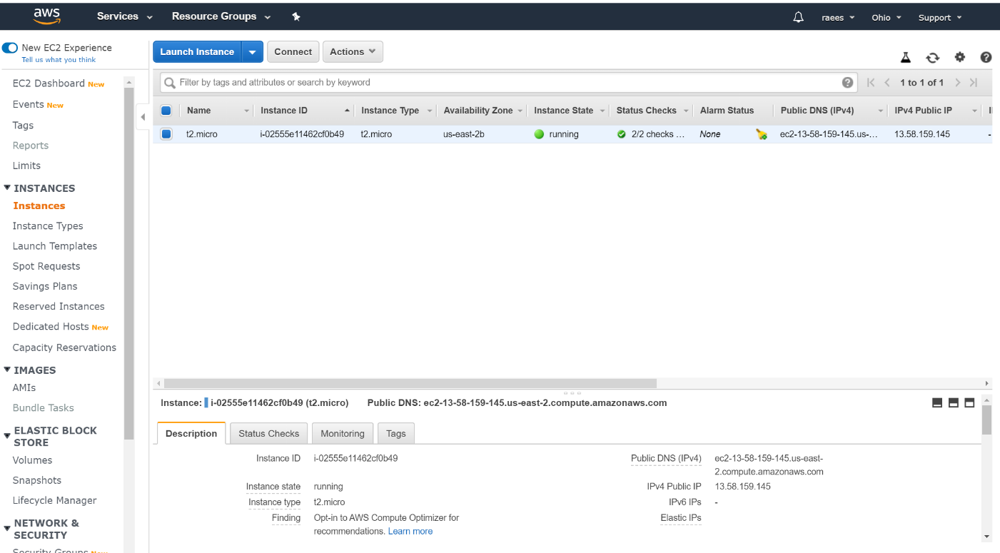 aws Services Resource Groups raees Ohio Support
New EC2 Experience
Tell us what you think
EC2 Dashboard New
Events New
Tags
Reports
Limits
INSTANCES
Instances
Instance Types
Launch Templates
Spot Requests
Savings Plans
Reserved Instances
Dedicated Hosts New
Capacity Reservations
IMAGES
AMIs
Bundle Tasks
ELASTIC BLOCK
STORE
Volumes
Snapshots
Lifecycle Manager
NETWORK &
SECURITY
Security Groups New
Launch Instance Connect Actions
Filter by tags and attributes or search by keyword 1 to 1 of 1
Name Instance ID Instance Type Availability Zone Instance State Status Checks Alarm Status Public DNS (IPv4) IPv4 Public IP
t2.micro i-02555e11462cf0b49 t2.micro us-east-2b running 2/2 checks ... None ec2-13-58-159-145.us-... 13.58.159.145 -
Instance: i-02555e11462cf0b49 (t2.micro) Public DNS: ec2-13-58-159-145.us-east-2.compute.amazonaws.com
Description Status Checks Monitoring Tags
Instance ID i-02555e11462cf0b49
Instance state running
Instance type t2.micro
Finding Opt-in to AWS Compute Optimizer for
recommendations. Learn more
Public DNS (IPv4) ec2-13-58-159-145.us-east-
2.compute.amazonaws.com
IPv4 Public IP 13.58.159.145
IPv6 IPs -
Elastic IPs